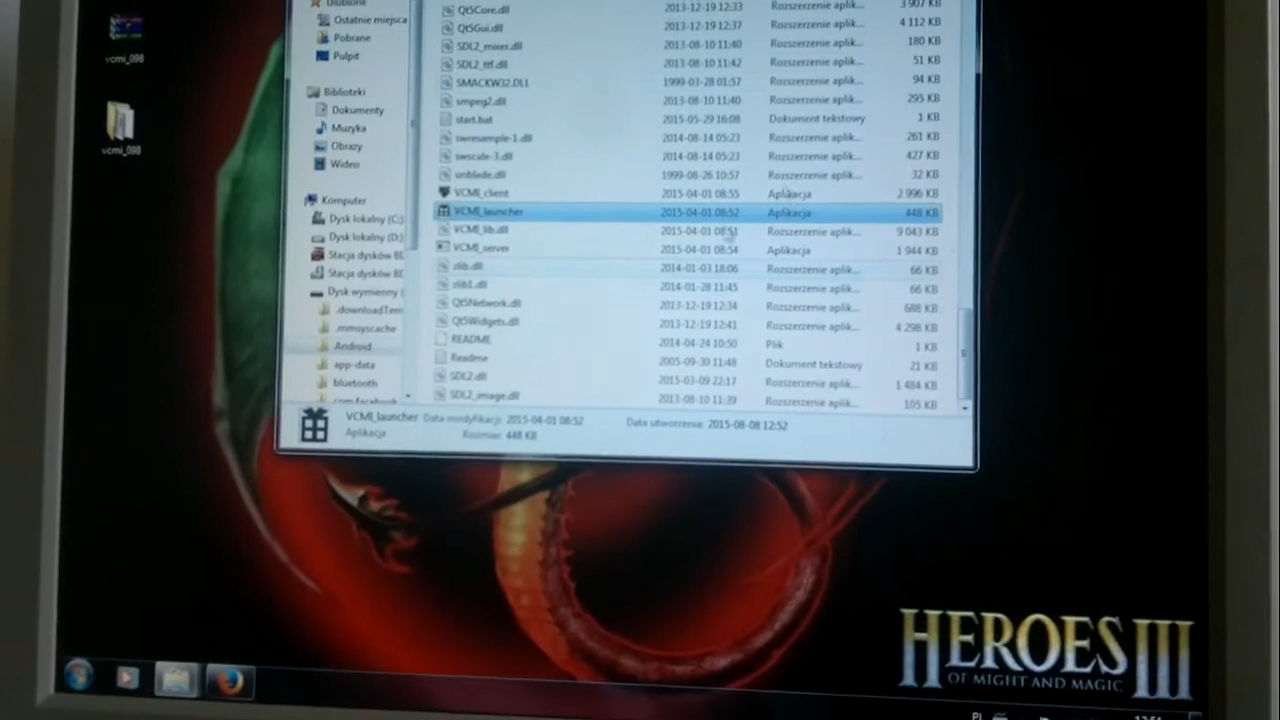 vcmi_098
vcmi_098
Ulubione
Ostatnie miejsca
Pobrane
Pulpit
Biblioteki
Dokumenty
Muzyka
Obrazy
Wideo
Komputer
Dysk lokalny (C:)
Dysk lokalny (D:)
Stacja dysków BD
Stacja dysków BD
Dysk wymienny (
.downloadTem
.mmsyscache
Android
app-data
bluetooth
com.facebook
Qt5Core.dll 2013-12-19 12:33 Rozszerzenie aplik... 3 907 KB
Qt5Gui.dll 2013-12-19 12:37 Rozszerzenie aplik... 4 112 KB
SDL2_mixer.dll 2013-08-10 11:40 Rozszerzenie aplik... 180 KB
SDL2_ttf.dll 2013-08-10 11:42 Rozszerzenie aplik... 51 KB
SMACKW32.DLL 1999-03-28 01:57 Rozszerzenie aplik... 94 KB
smpeg2.dll 2013-08-10 11:40 Rozszerzenie aplik... 295 KB
start.bat 2015-05-29 16:08 Dokument tekstowy 1 KB
swresample-1.dll 2014-08-14 05:23 Rozszerzenie aplik... 261 KB
swscale-3.dll 2014-08-14 05:23 Rozszerzenie aplik... 427 KB
unblade.dll 1999-08-26 10:57 Rozszerzenie aplik... 32 KB
VCMI_client 2015-04-01 08:55 Aplikacja 2 996 KB
VCMI_launcher 2015-04-01 08:52 Aplikacja 448 KB
VCMI_lib.dll 2015-04-01 08:51 Rozszerzenie aplik... 9 043 KB
VCMI_server 2015-04-01 08:54 Aplikacja 1 944 KB
zlib.dll 2014-01-03 18:06 Rozszerzenie aplik... 66 KB
zlib1.dll 2014-01-28 11:45 Rozszerzenie aplik... 66 KB
Qt5Network.dll 2013-12-19 12:34 Rozszerzenie aplik... 688 KB
Qt5Widgets.dll 2013-12-19 12:41 Rozszerzenie aplik... 4 298 KB
README 2014-04-24 10:50 Plik 1 KB
Readme 2005-09-30 11:48 Dokument tekstowy 21 KB
SDL2.dll 2015-03-09 22:17 Rozszerzenie aplik... 1 484 KB
SDL2_image.dll 2013-08-10 11:39 Rozszerzenie aplik... 105 KB
VCMI_launcher Data modyfikacji: 2015-04-01 08:52 Data utworzenia: 2015-08-08 12:52
Aplikacja Rozmiar: 448 KB
HEROES III
OF MIGHT AND MAGIC
PL